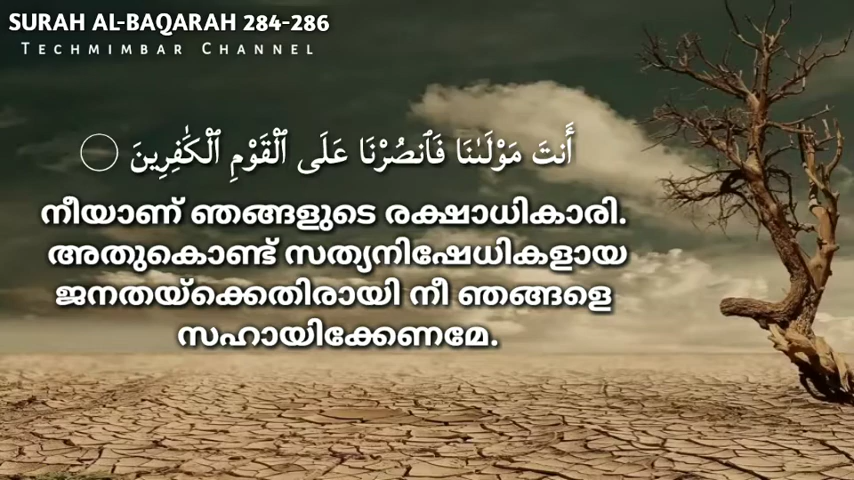 SURAH AL-BAQARAH 284-286
TECHMIMBAR CHANNEL
أَنتَ مَوْلَىٰنَا فَٱنصُرْنَا عَلَى ٱلْقَوْمِ ٱلْكَٰفِرِينَ ۝
നീയാണ് ഞങ്ങളുടെ രക്ഷാധികാരി.
അതുകൊണ്ട് സത്യനിഷേധികളായ
ജനതയ്ക്കെതിരായി നീ ഞങ്ങളെ
സഹായിക്കേണമേ.